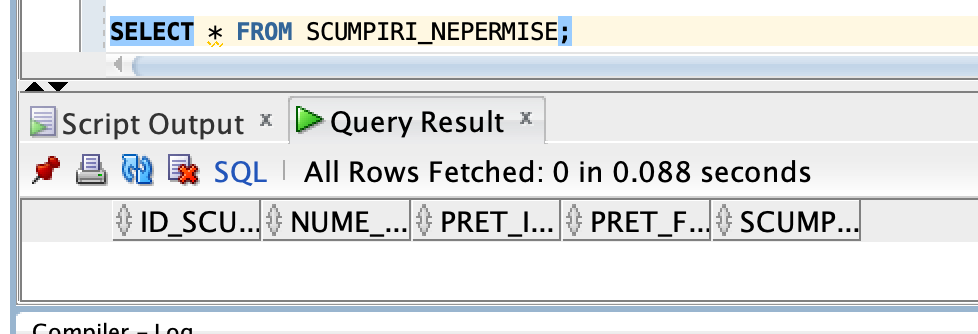 SELECT * FROM SCUMPIRI_NEPERMISE;
Script Output x Query Result x
SQL | All Rows Fetched: 0 in 0.088 seconds
ID_SCU... NUME_... PRET_I... PRET_F... SCUMP...
Compiler - Log